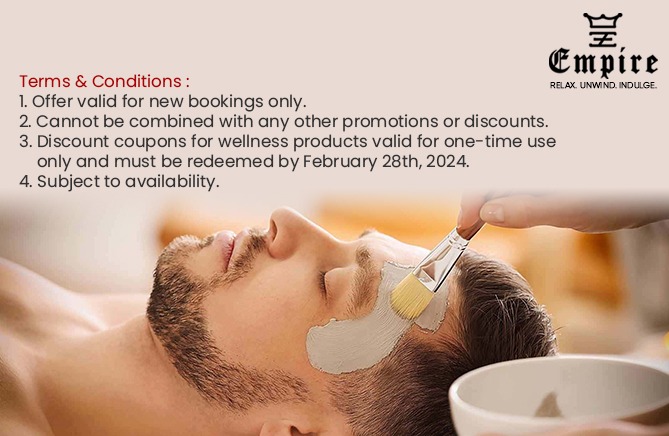 Empire
RELAX. UNWIND. INDULGE.
Terms & Conditions :
1. Offer valid for new bookings only.
2. Cannot be combined with any other promotions or discounts.
3. Discount coupons for wellness products valid for one-time use
only and must be redeemed by February 28th, 2024.
4. Subject to availability.